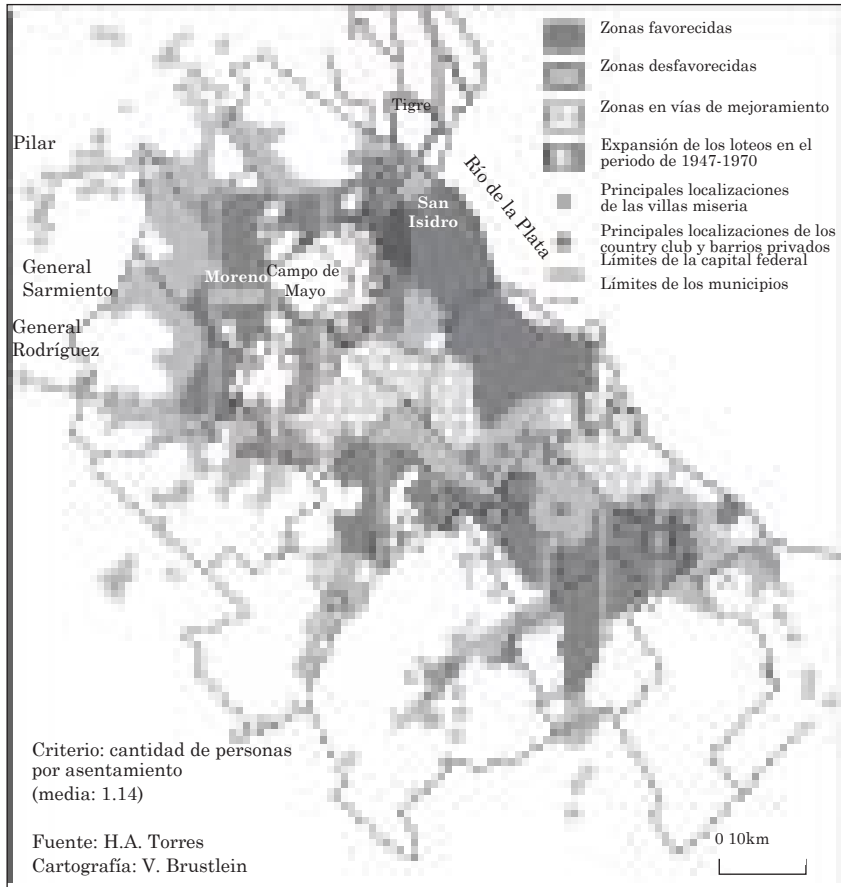 Zonas favorecidas
Zonas desfavorecidas
Zonas en vías de mejoramiento
Expansión de los loteos en el
periodo de 1947-1970
Principales localizaciones
de las villas miseria
Principales localizaciones de los
country club y barrios privados
Límites de la capital federal
Límites de los municipios
Tigre
Pilar
Río de la Plata
San
Isidro
General
Sarmiento
Moreno
Campo de
Mayo
General
Rodríguez
Criterio: cantidad de personas
por asentamiento
(media: 1.14)
Fuente: H.A. Torres
Cartografía: V. Brustlein
0 10km